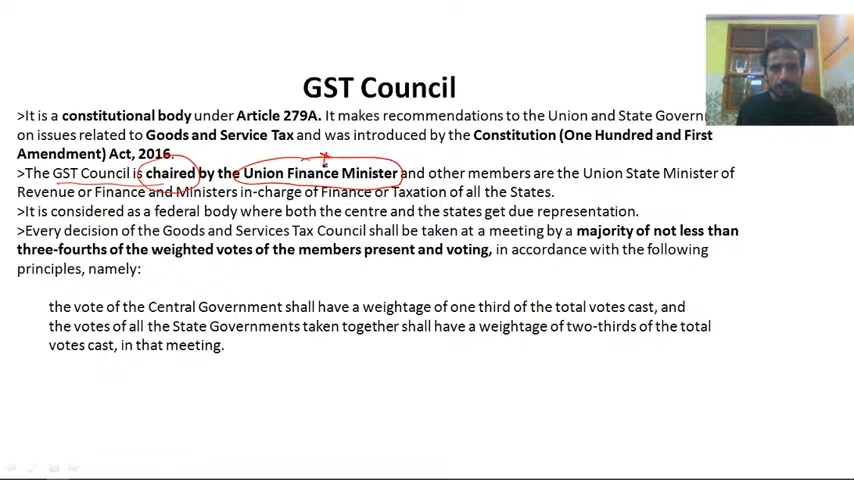 GST Council
>It is a constitutional body under Article 279A. It makes recommendations to the Union and State
on issues related to Goods and Service Tax and was introduced by the Constitution (One Hundred and First
Amendment) Act, 2016.
>The GST Council is chaired by the Union Finance Minister and other members are the Union State Minister of
Revenue or Finance and Ministers in-charge of Finance or Taxation of all the States.
>It is considered as a federal body where both the centre and the states get due representation.
>Every decision of the Goods and Services Tax Council shall be taken at a meeting by a majority of not less than
three-fourths of the weighted votes of the members present and voting, in accordance with the following
principles, namely:
the vote of the Central Government shall have a weightage of one third of the total votes cast, and
the votes of all the State Governments taken together shall have a weightage of two-thirds of the total
votes cast, in that meeting.